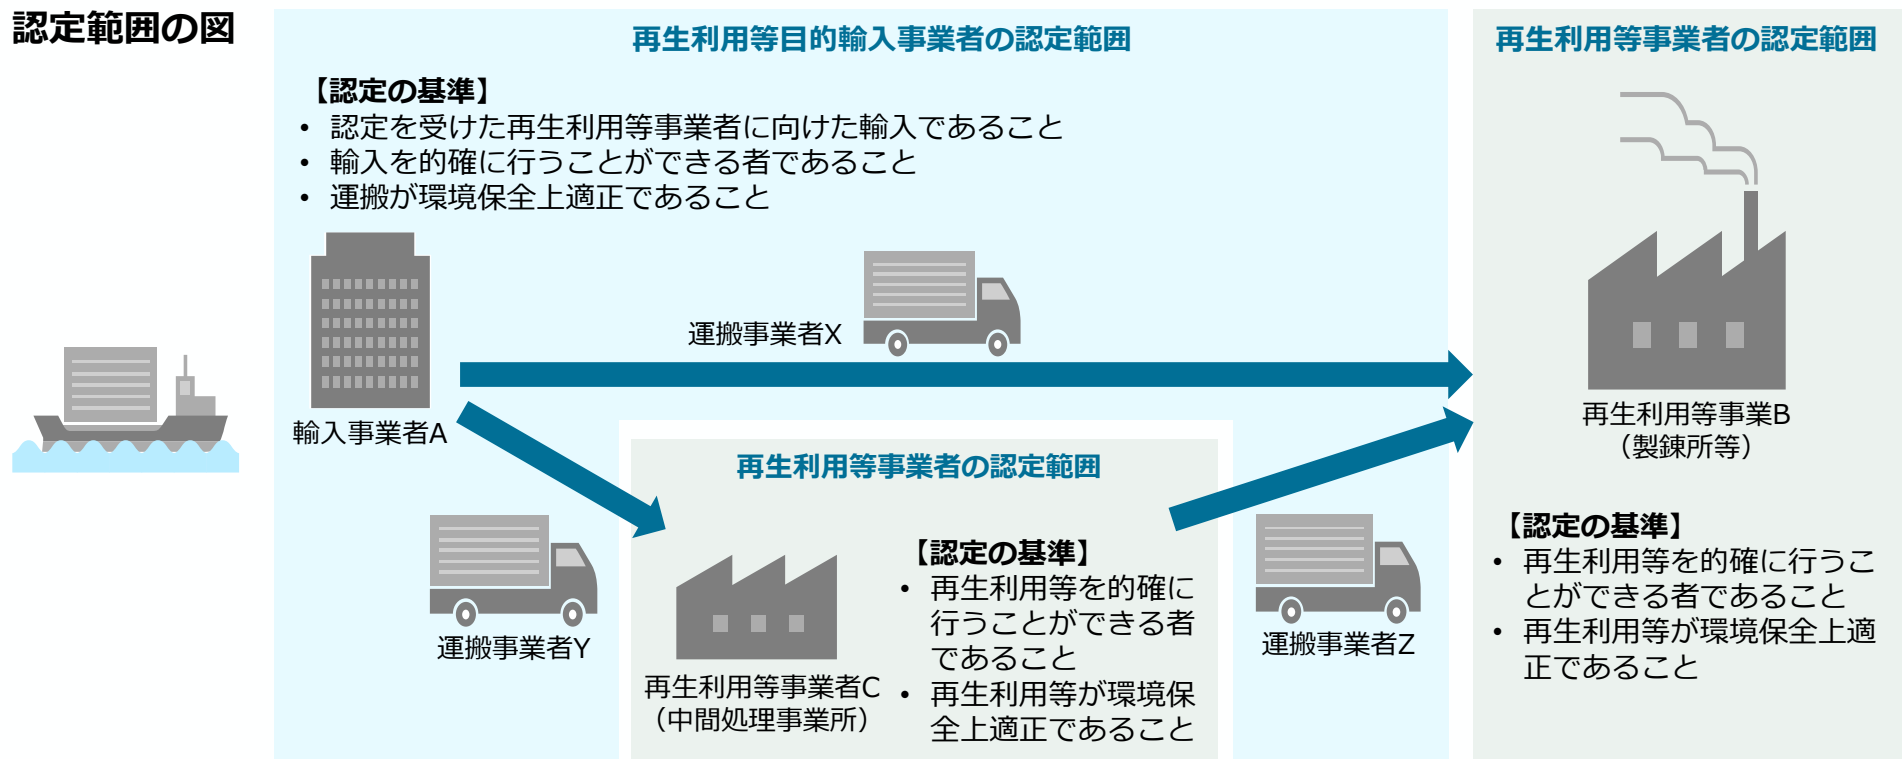 認定範囲の図
再生利用等目的輸入事業者の認定範囲
【認定の基準】
• 認定を受けた再生利用等事業者に向けた輸入であること
• 輸入を的確に行うことができる者であること
• 運搬が環境保全上適正であること
輸入事業者A
運搬事業者X
運搬事業者Y
再生利用等事業者の認定範囲
再生利用等事業者C
（中間処理事業所）
【認定の基準】
• 再生利用等を的確に
行うことができる者
であること
• 再生利用等が環境保
全上適正であること
運搬事業者Z
再生利用等事業者の認定範囲
再生利用等事業B
（製錬所等）
【認定の基準】
• 再生利用等を的確に行うこ
とができる者であること
• 再生利用等が環境保全上適
正であること